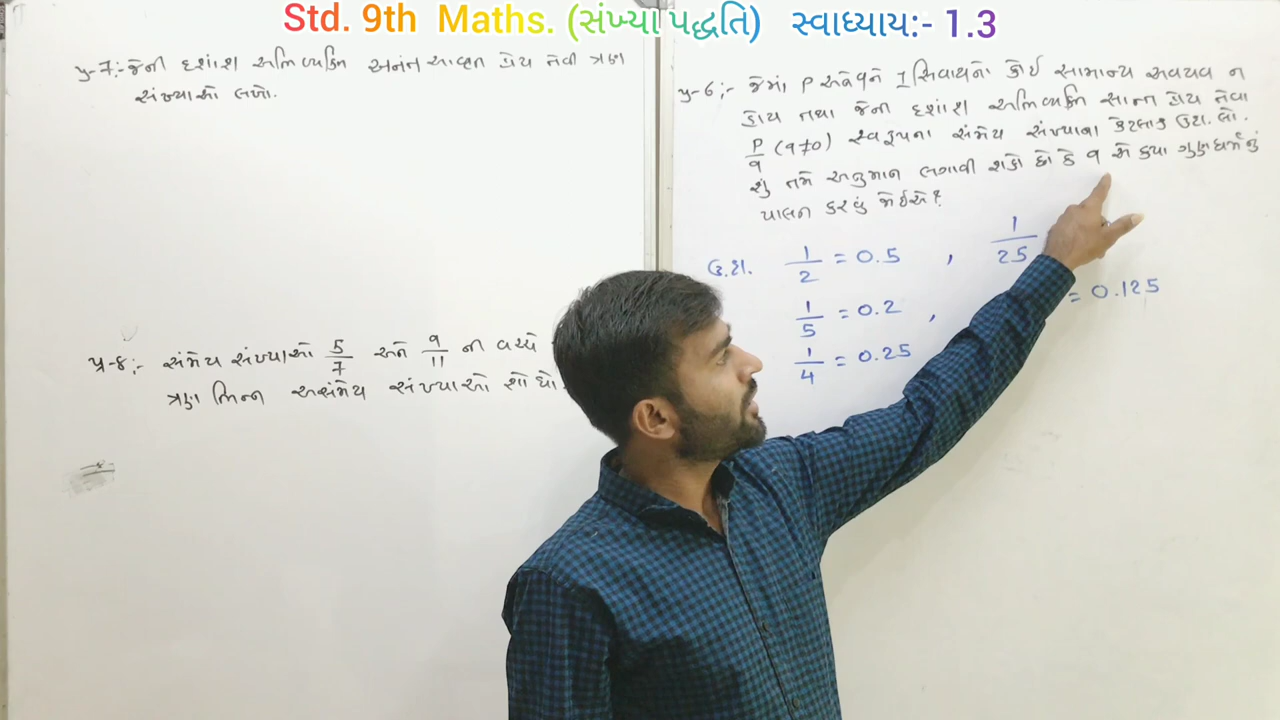 Std. 9th Maths. (સંખ્યા પદ્ધતિ) સ્વાધ્યાય:- 1.3
પ્ર-7:- જેની દશાંશ અભિવ્યક્તિ અનંત અનાવૃત્ત હોય તેવી ત્રણ
સંખ્યાઓ લખો.
પ્ર-8:- સંમેય સંખ્યાઓ 5/7 અને 9/11 ની વચ્ચે
ત્રણ ભિન્ન અસંમેય સંખ્યાઓ શોધો.
પ્ર-6:- જેમાં p અને q ને 1 સિવાયનો કોઈ સામાન્ય અવયવ ન
હોય તથા જેની દશાંશ અભિવ્યક્તિ સાન્ત હોય તેવા
p/q (q≠0) સ્વરૂપના સંમેય સંખ્યાના કેટલાક ઉદા. લો.
શું તમે અનુમાન લગાવી શકો છો કે q એ કયા ગુણધર્મનું
પાલન કરવું જોઈએ?
ઉ.દા. 1/2 = 0.5 , 1/25
1/5 = 0.2 , = 0.125
1/4 = 0.25